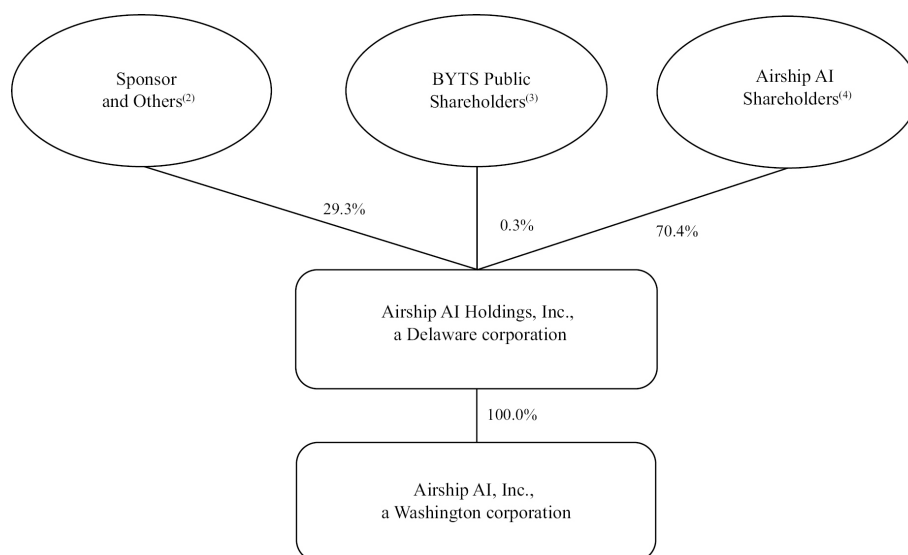 Sponsor
and Others(2)
BYTS Public
Shareholders(3)
Airship AI
Shareholders(4)
29.3%
0.3%
70.4%
Airship AI Holdings, Inc.,
a Delaware corporation
100.0%
Airship AI, Inc.,
a Washington corporation